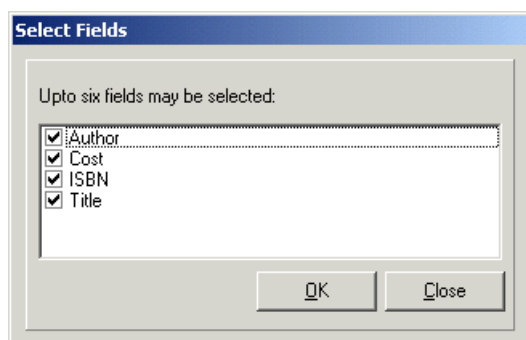 Select Fields
Upto six fields may be selected:
Author
Cost
ISBN
Title
OK Close